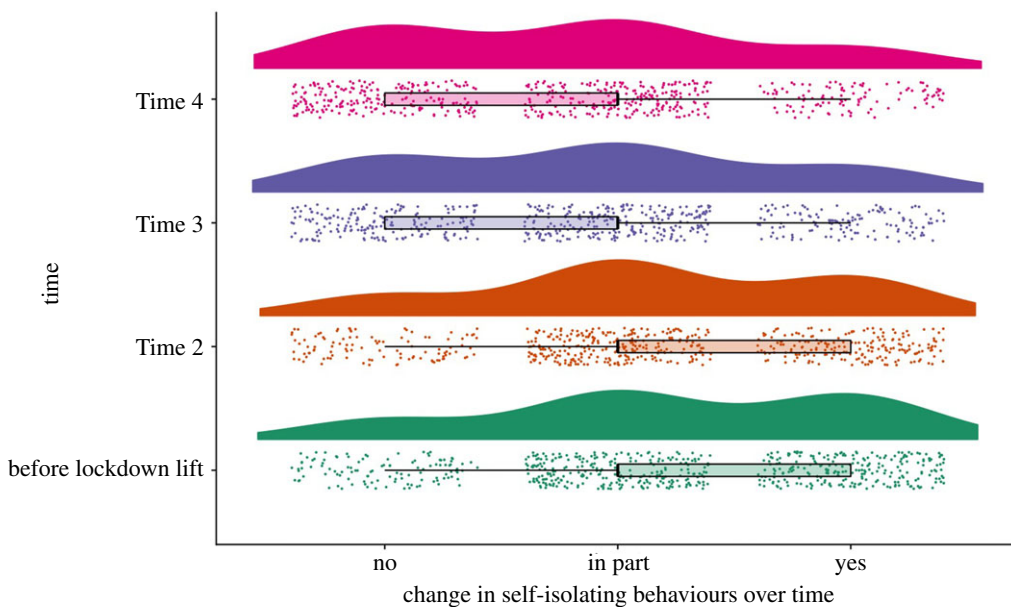 Time 4
Time 3
time
Time 2
before lockdown lift
no
in part
yes
change in self-isolating behaviours over time